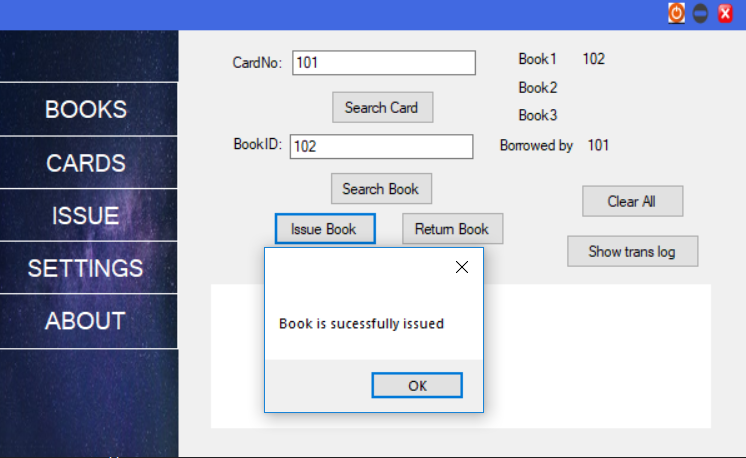 CardNo: 101
Book1 102
Book2
Search Card
Book3
BookID: 102
Borrowed by 101
Search Book
Clear All
Issue Book
Return Book
Show trans log
BOOKS
CARDS
ISSUE
SETTINGS
ABOUT
Book is sucessfully issued
OK